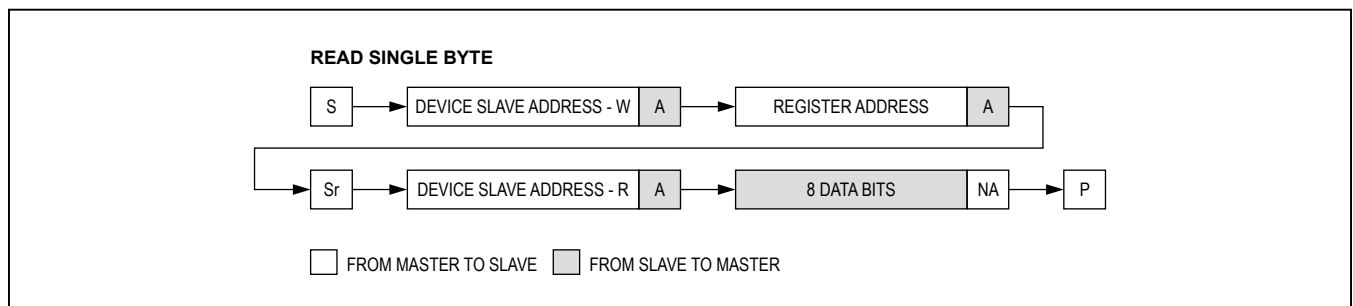 READ SINGLE BYTE
S DEVICE SLAVE ADDRESS - W A REGISTER ADDRESS A
Sr DEVICE SLAVE ADDRESS - R A 8 DATA BITS NA P
FROM MASTER TO SLAVE FROM SLAVE TO MASTER